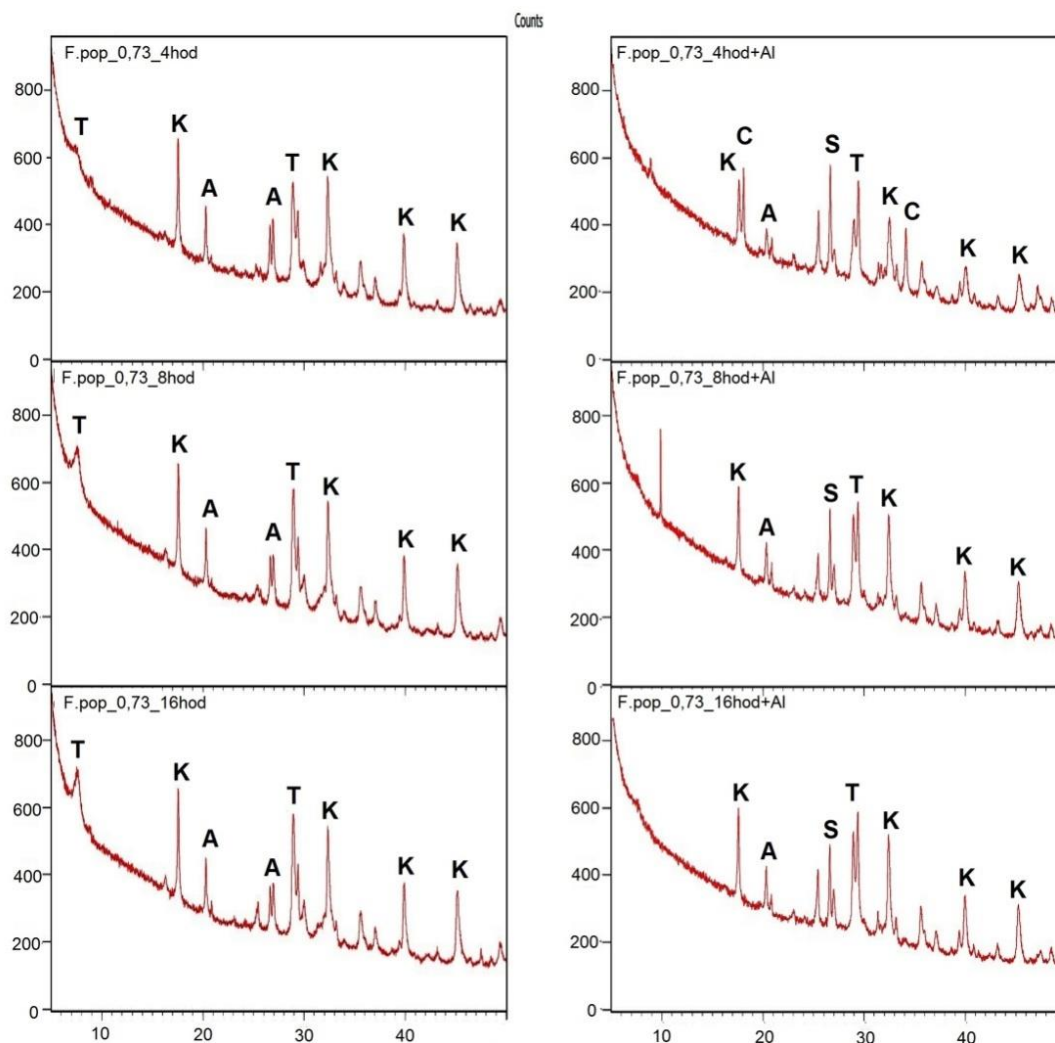 Counts
F.pop_0,73_4hod
800
600
400
200
0
T
K
A
A
T
K
K
K
F.pop_0,73_4hod+Al
800
600
400
200
0
K
C
A
S
T
K
C
K
K
F.pop_0,73_8hod
800
600
400
200
0
T
K
A
A
T
K
K
K
F.pop_0,73_8hod+Al
800
600
400
200
0
K
A
S
T
K
K
K
F.pop_0,73_16hod
800
600
400
200
0
T
K
A
A
T
K
K
K
10 20 30 40
F.pop_0,73_16hod+Al
800
600
400
200
0
K
A
S
T
K
K
K
10 20 30 40